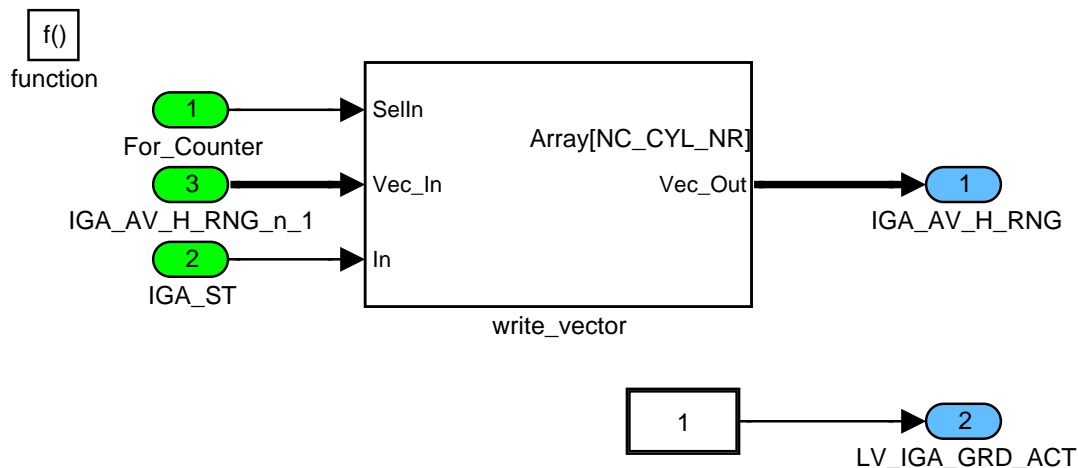 f()
function
1
SelIn
For_Counter
Array[NC_CYL_NR]
3
Vec_In
Vec_Out
1
IGA_AV_H_RNG_n_1
IGA_AV_H_RNG
2
In
IGA_ST
write_vector
1
2
LV_IGA_GRD_ACT